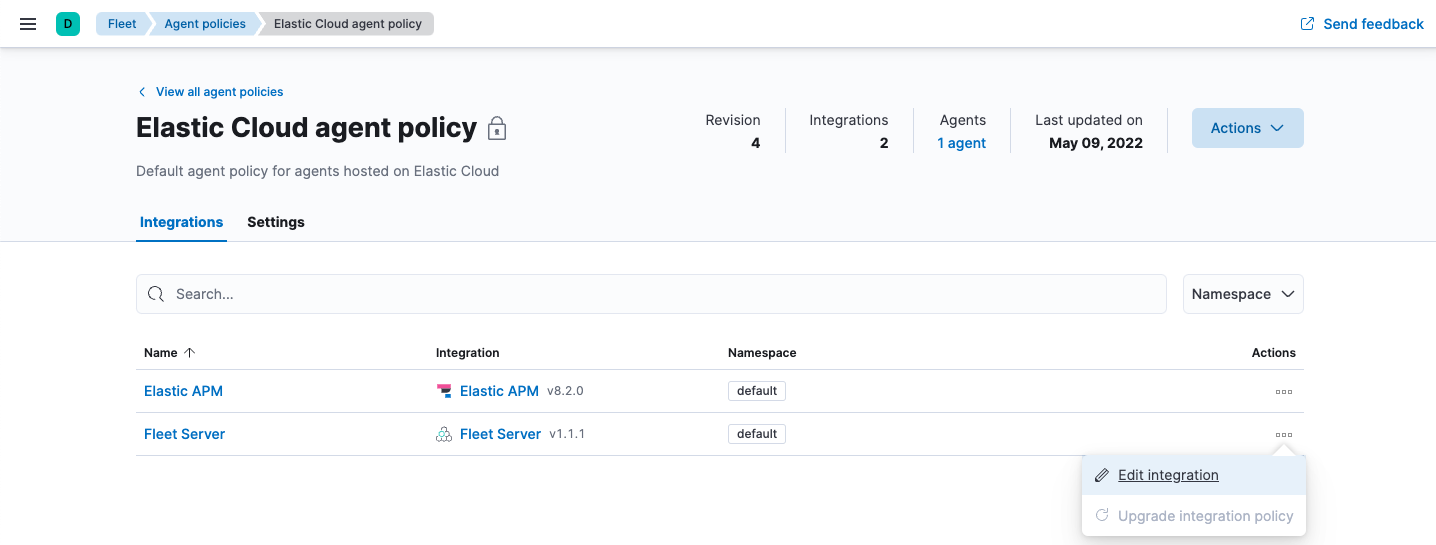 D Fleet Agent policies Elastic Cloud agent policy Send feedback
View all agent policies
Elastic Cloud agent policy
Default agent policy for agents hosted on Elastic Cloud
Revision Integrations Agents Last updated on
4 2 1 agent May 09, 2022
Actions
Integrations Settings
Search... Namespace
Name Integration Namespace Actions
Elastic APM Elastic APM v8.2.0 default
Fleet Server Fleet Server v1.1.1 default
Edit integration
Upgrade integration policy